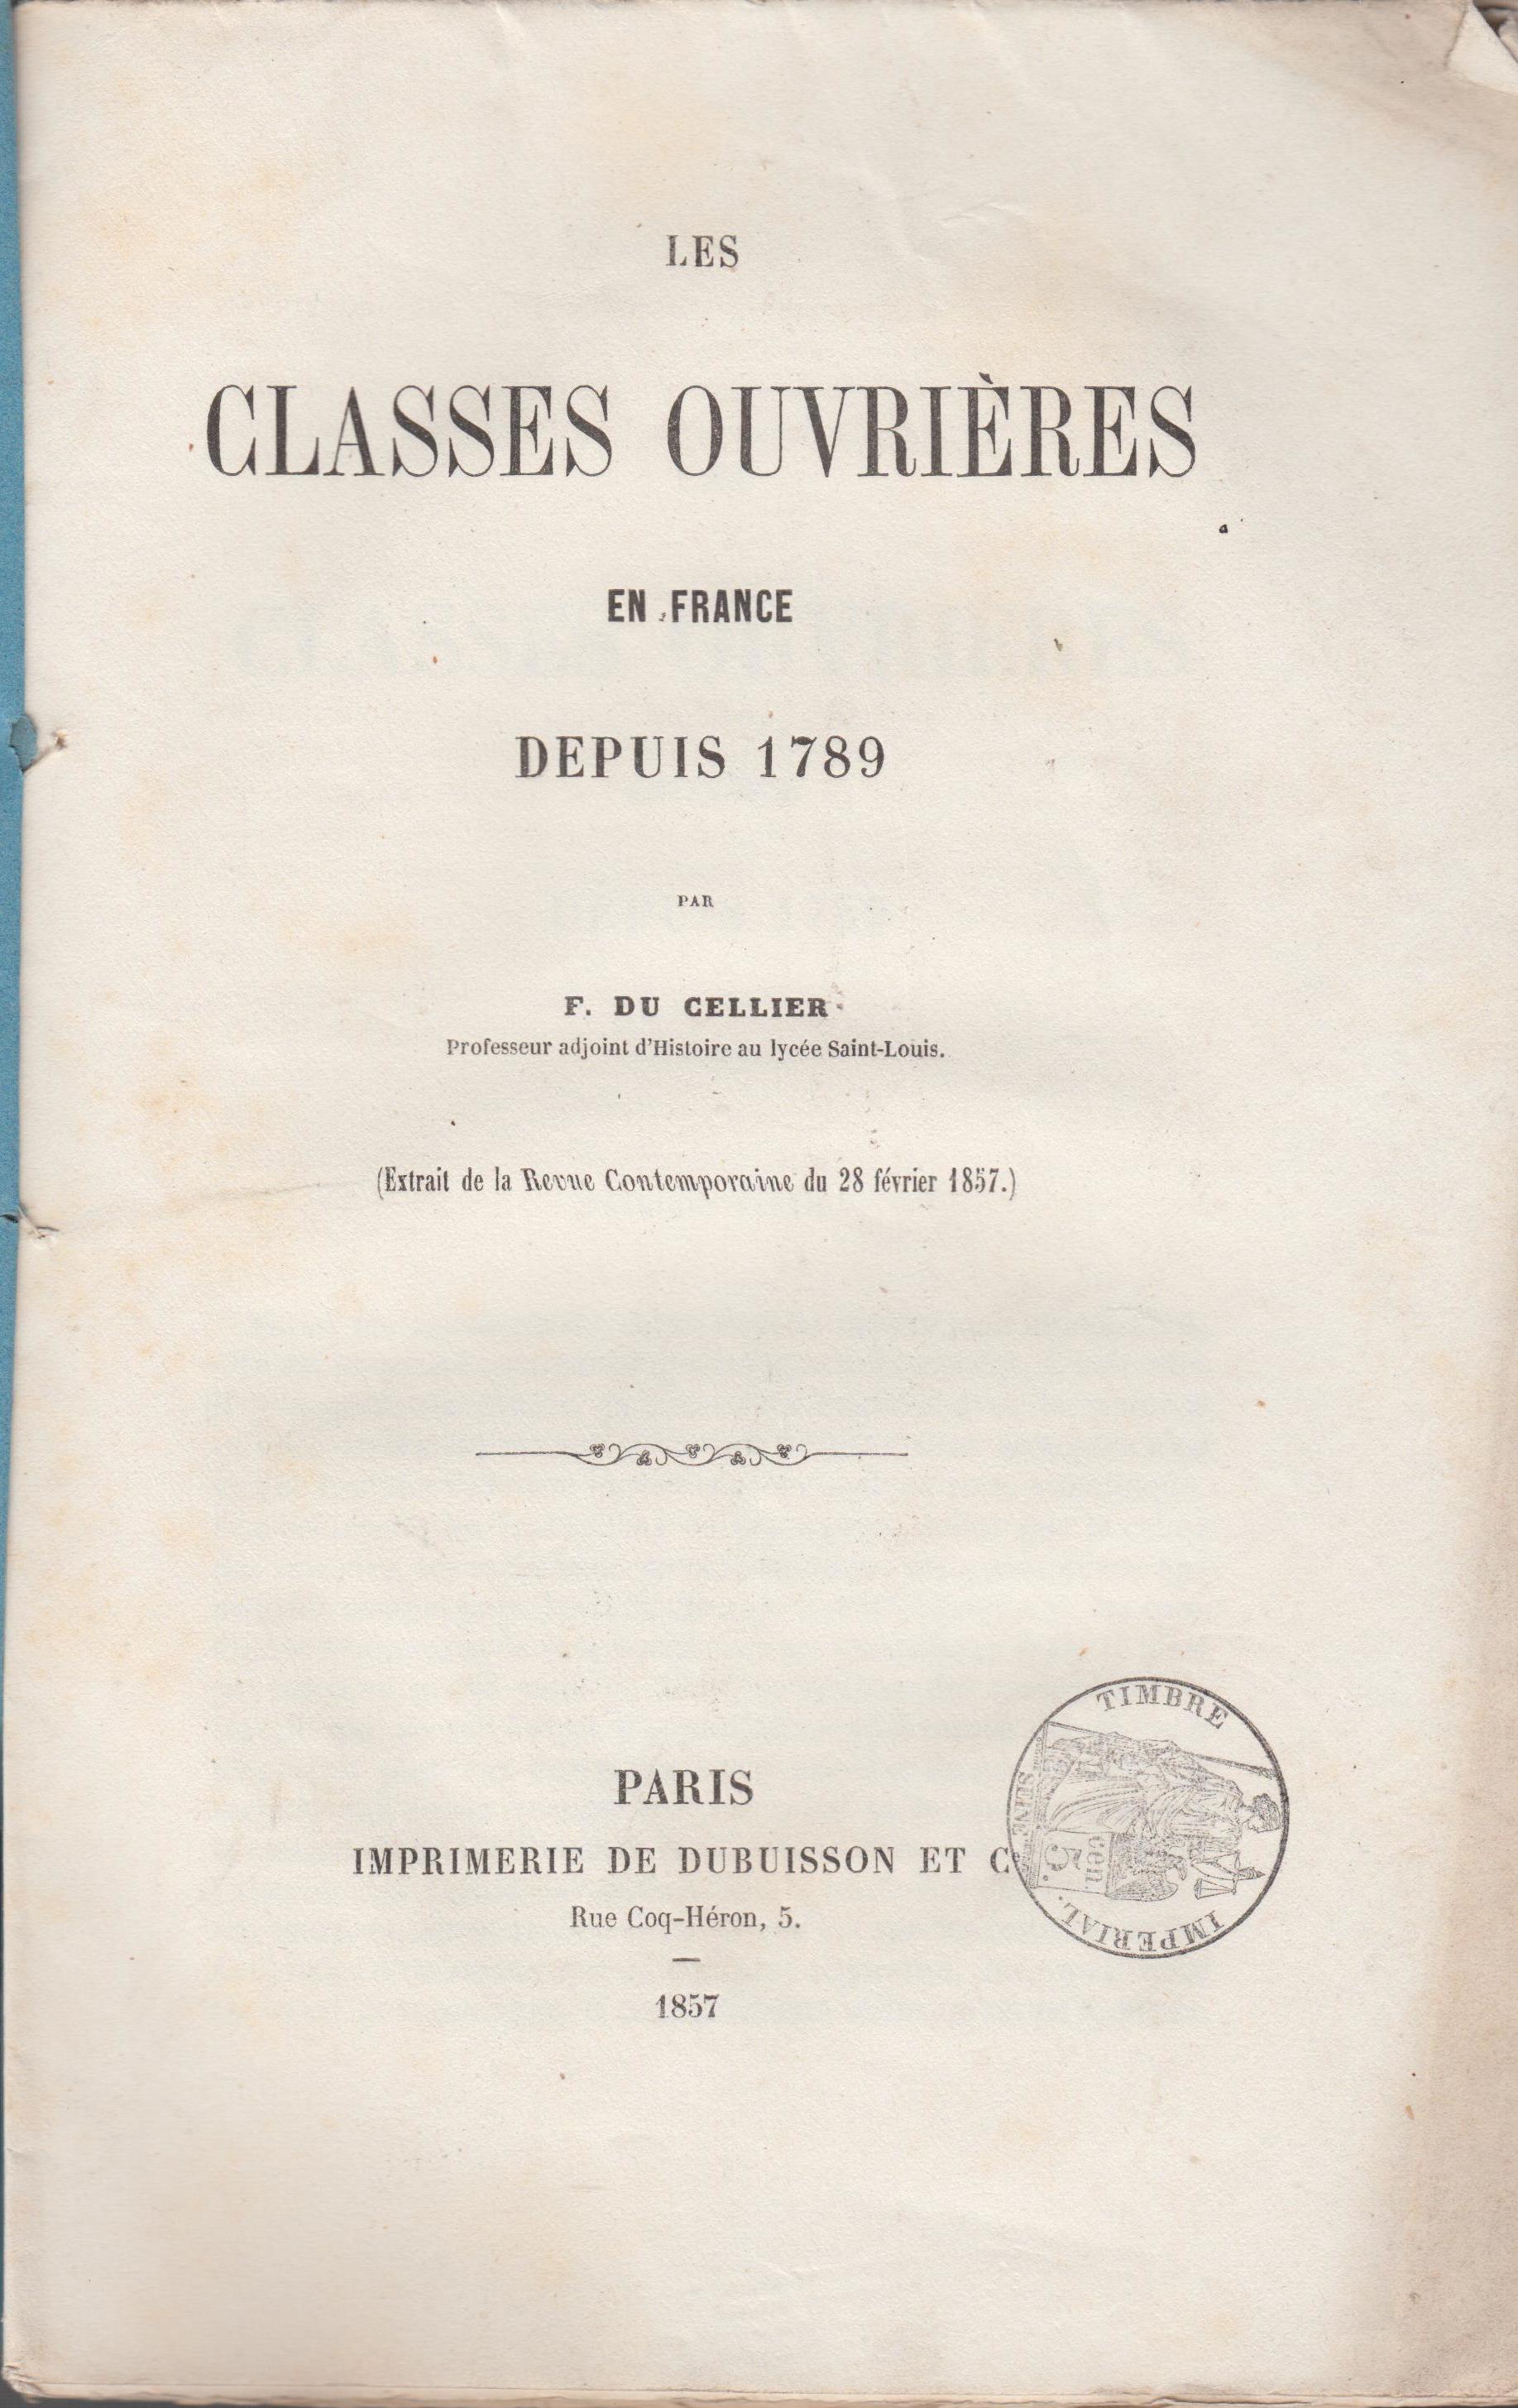 LES
CLASSES OUVRIÈRES
EN FRANCE
DEPUIS 1789
PAR
F. DU CELLIER
Professeur adjoint d'Histoire au lycée Saint-Louis.
(Extrait de la Revue Contemporaine du 28 février 1857.)
PARIS
IMPRIMERIE DE DUBUISSON ET C
Rue Coq-Héron, 5.
1857
TIMBRE
IMPERIAL.
5
cen.